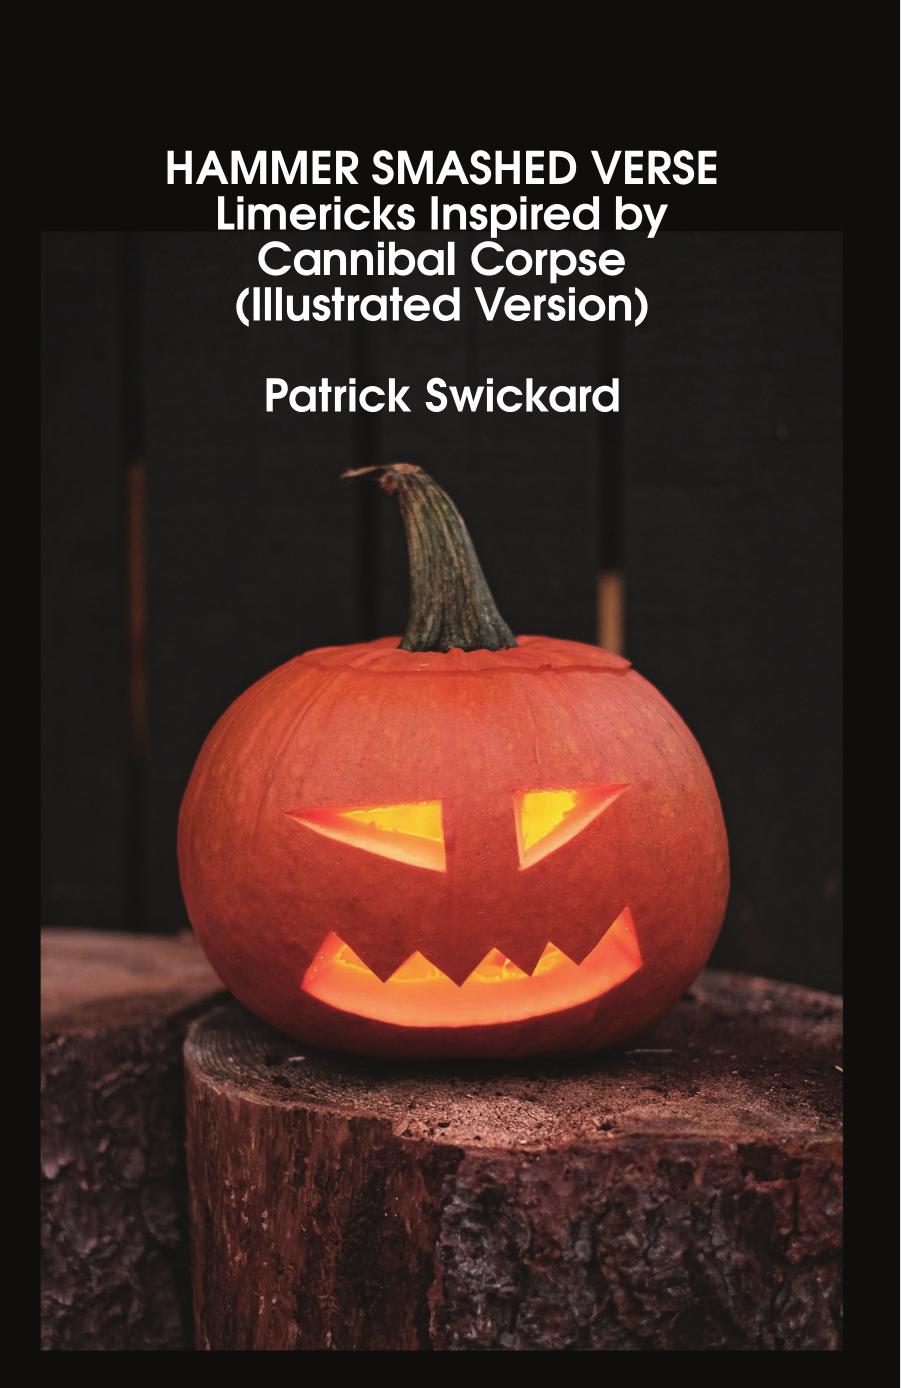 HAMMER SMASHED VERSE
Limericks Inspired by
Cannibal Corpse
(Illustrated Version)
Patrick Swickard